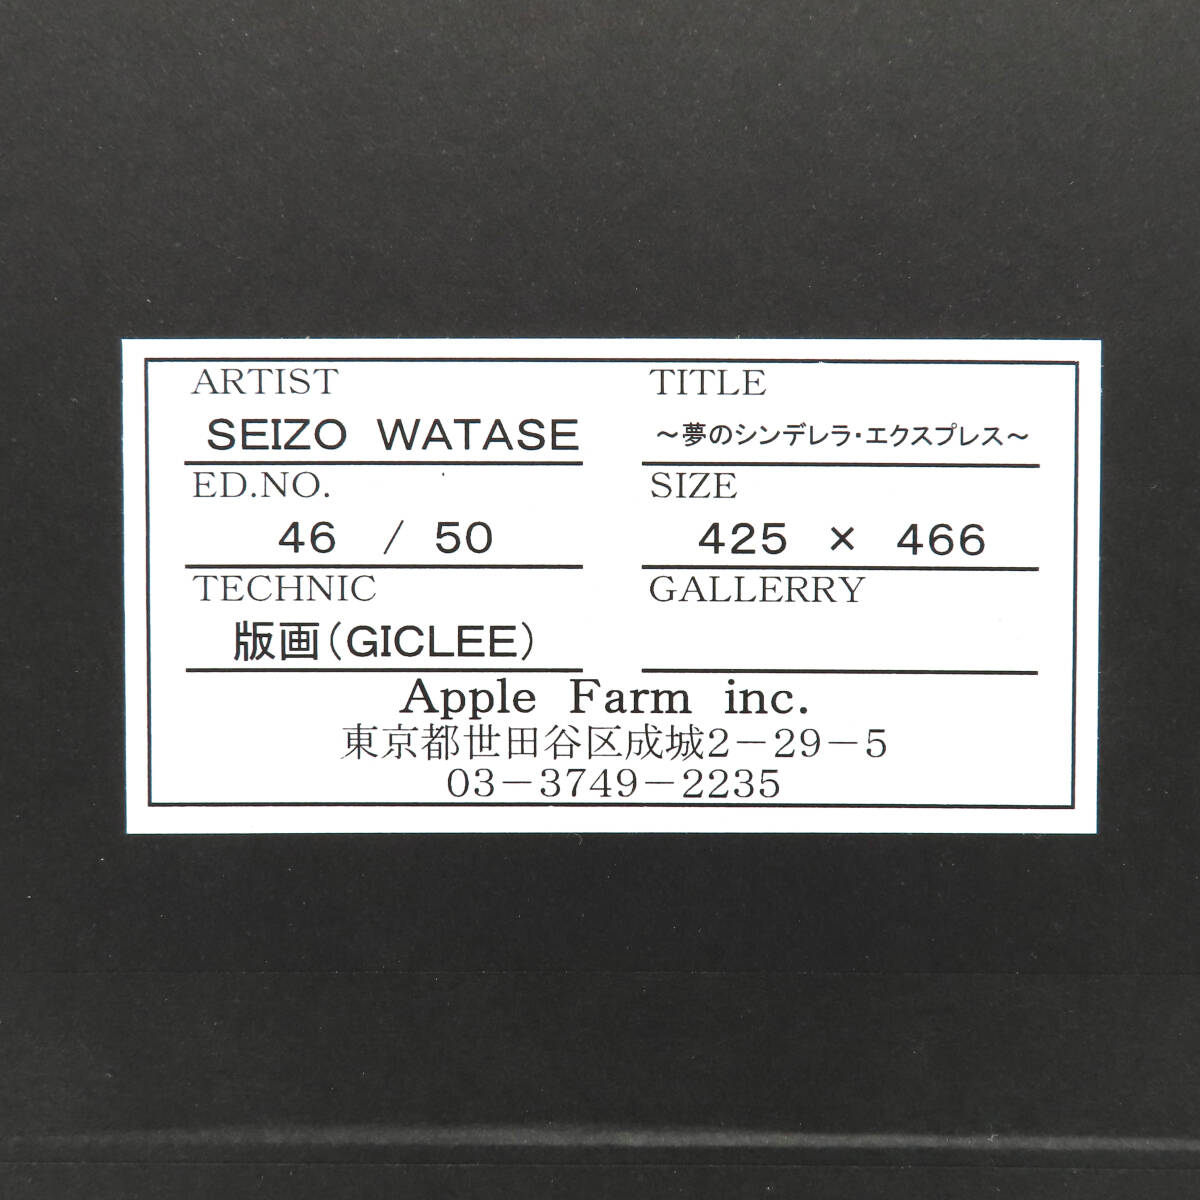 ARTIST
SEIZO WATASE
TITLE
～夢のシンデレラ・エクスプレス～
ED.NO.
46 / 50
SIZE
425 × 466
TECHNIC
版画(GICLEE)
GALLERRY
Apple Farm inc.
東京都世田谷区成城2－29－5
03－3749－2235